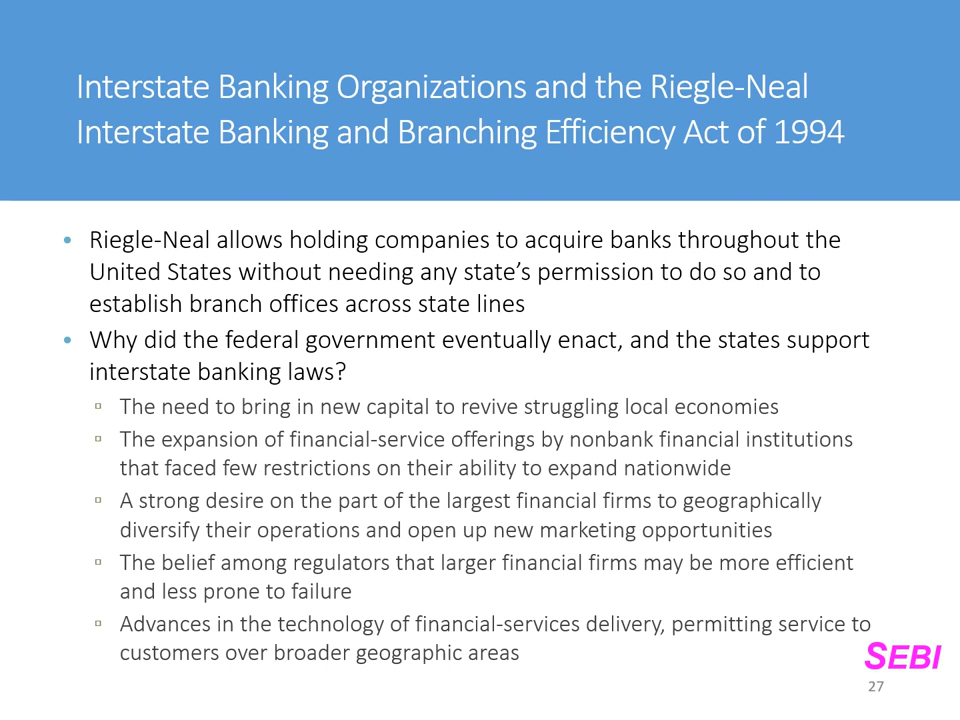 Interstate Banking Organizations and the Riegle-Neal
Interstate Banking and Branching Efficiency Act of 1994
• Riegle-Neal allows holding companies to acquire banks throughout the
United States without needing any state’s permission to do so and to
establish branch offices across state lines
• Why did the federal government eventually enact, and the states support
interstate banking laws?
▫ The need to bring in new capital to revive struggling local economies
▫ The expansion of financial-service offerings by nonbank financial institutions
that faced few restrictions on their ability to expand nationwide
▫ A strong desire on the part of the largest financial firms to geographically
diversify their operations and open up new marketing opportunities
▫ The belief among regulators that larger financial firms may be more efficient
and less prone to failure
▫ Advances in the technology of financial-services delivery, permitting service to
customers over broader geographic areas
SEBI
27